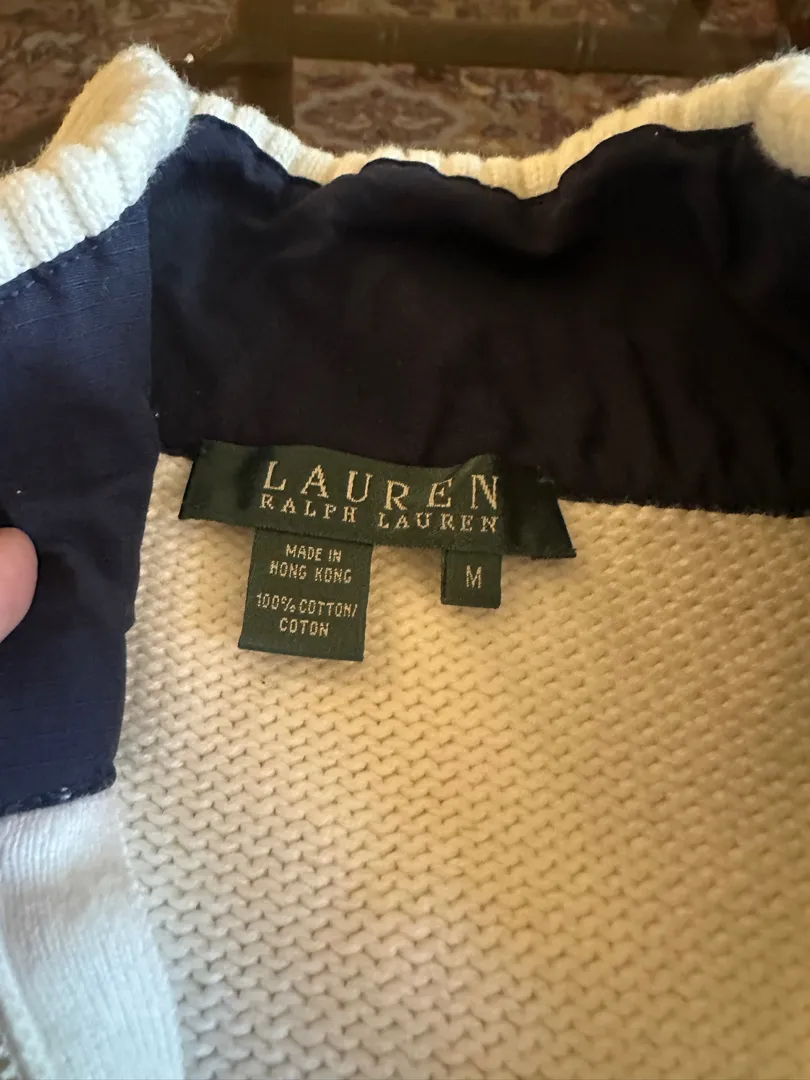 LAUREN
RALPH LAUREN
MADE IN
HONG KONG
100% COTTON/
COTON
M